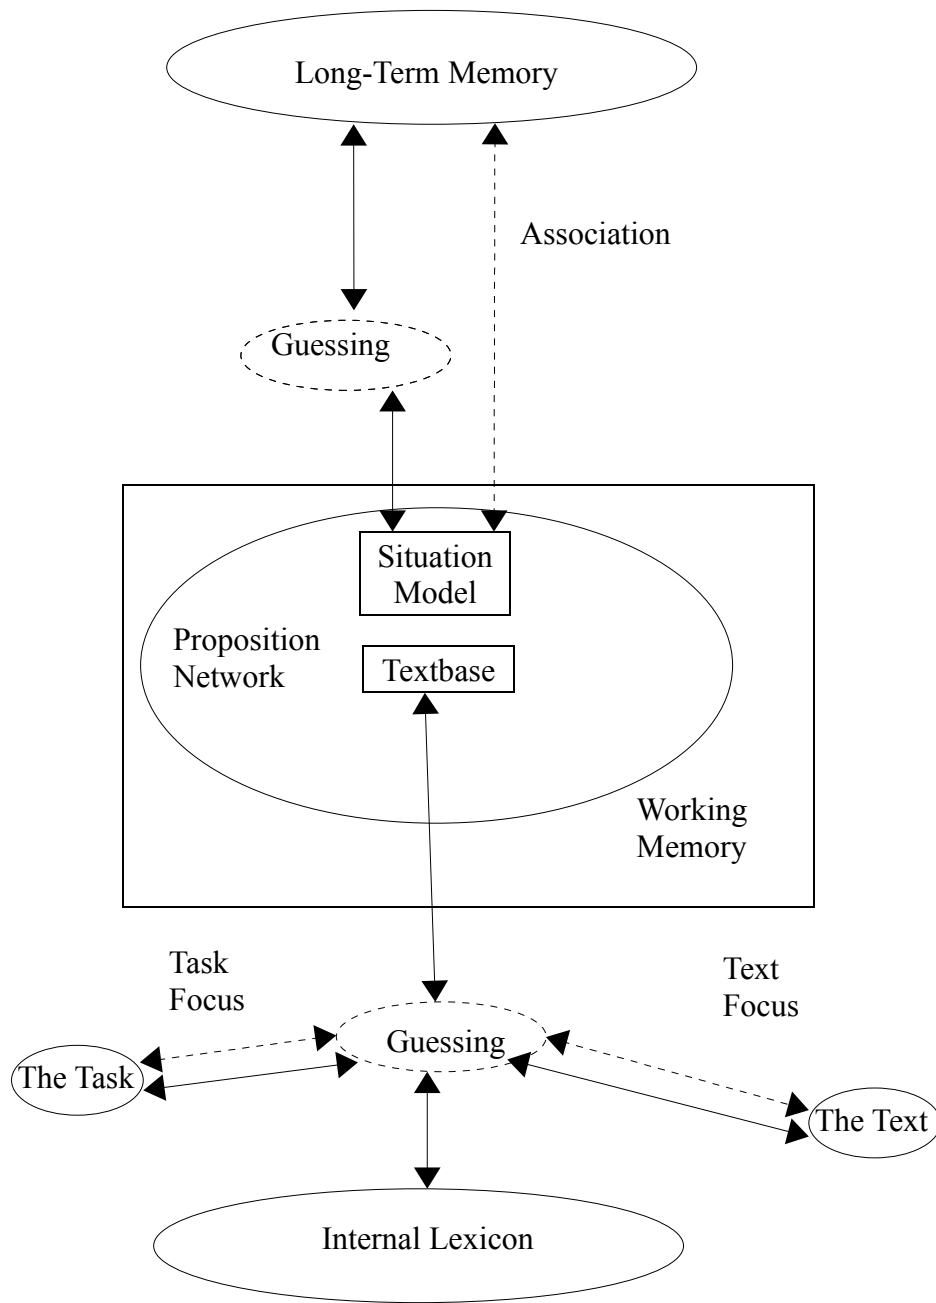 Long-Term Memory
Association
Guessing
Situation
Model
Proposition
Network
Textbase
Working
Memory
Task
Focus
Text
Focus
Guessing
The Task
The Text
Internal Lexicon